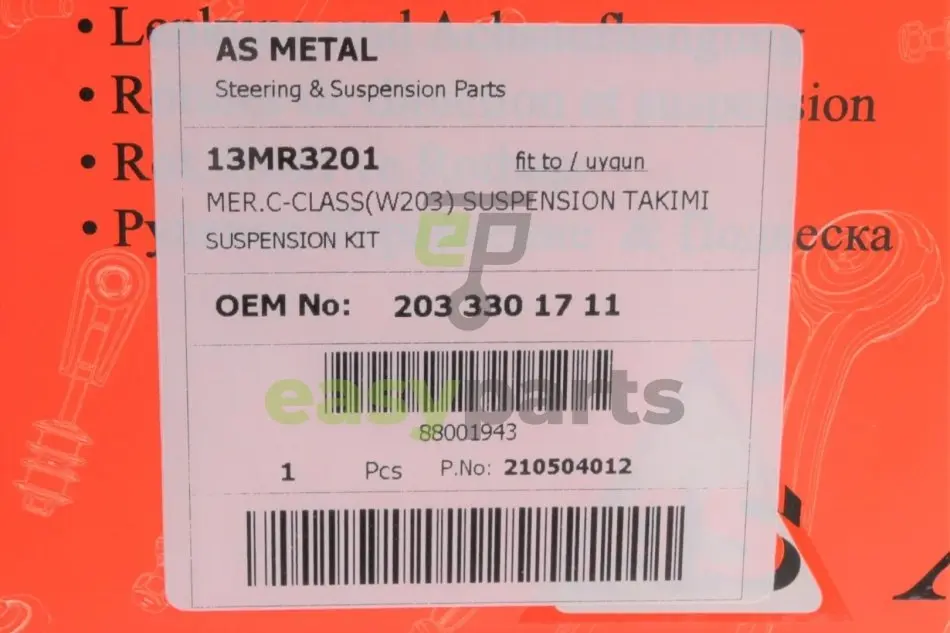 AS METAL
Steering & Suspension Parts
13MR3201 fit to / uygun
MER.C-CLASS(W203) SUSPENSION TAKIMI
SUSPENSION KIT
OEM No: 203 330 17 11
88001943
1 Pcs P.No: 210504012
ep
easyparts